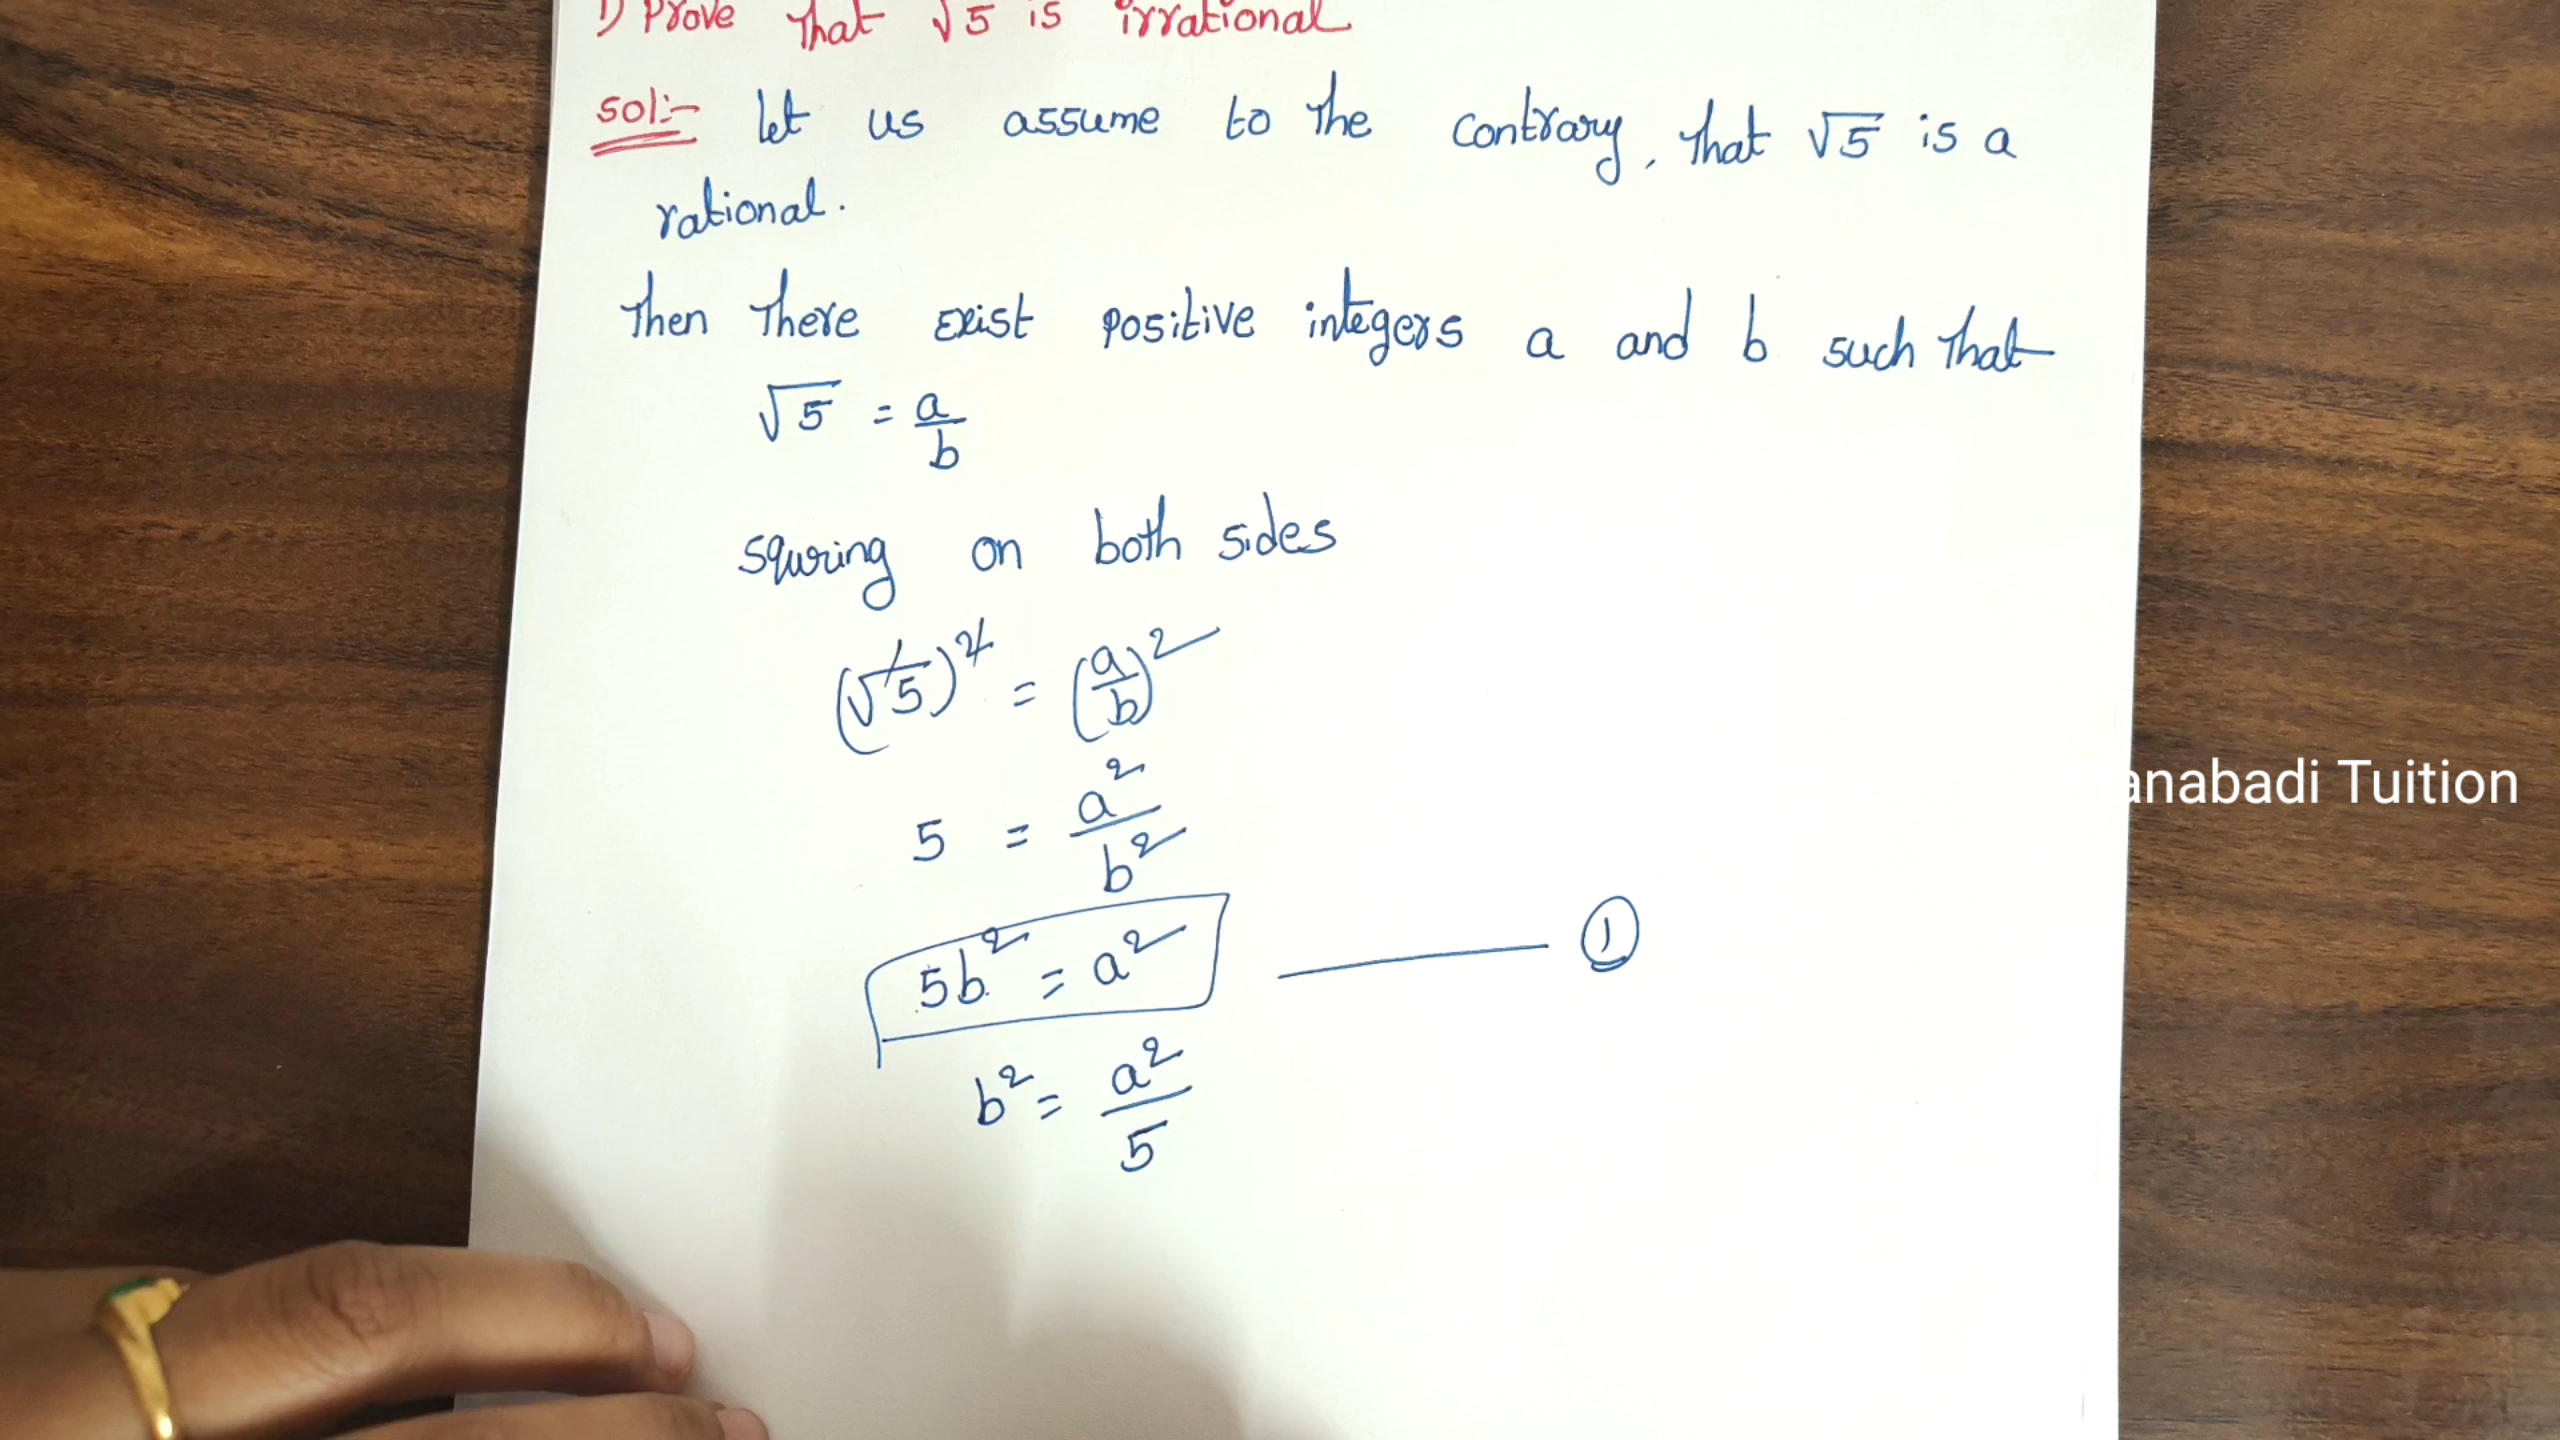 1) Prove that √5 is irrational
Sol:- let us assume to the contrary, that √5 is a
rational.
Then there exist positive integers a and b such that
√5 = a/b
squring on both sides
(√5)² = (a/b)²
5 = a²/b²
5b² = a² ——— ①
b² = a²/5
anabadi Tuition